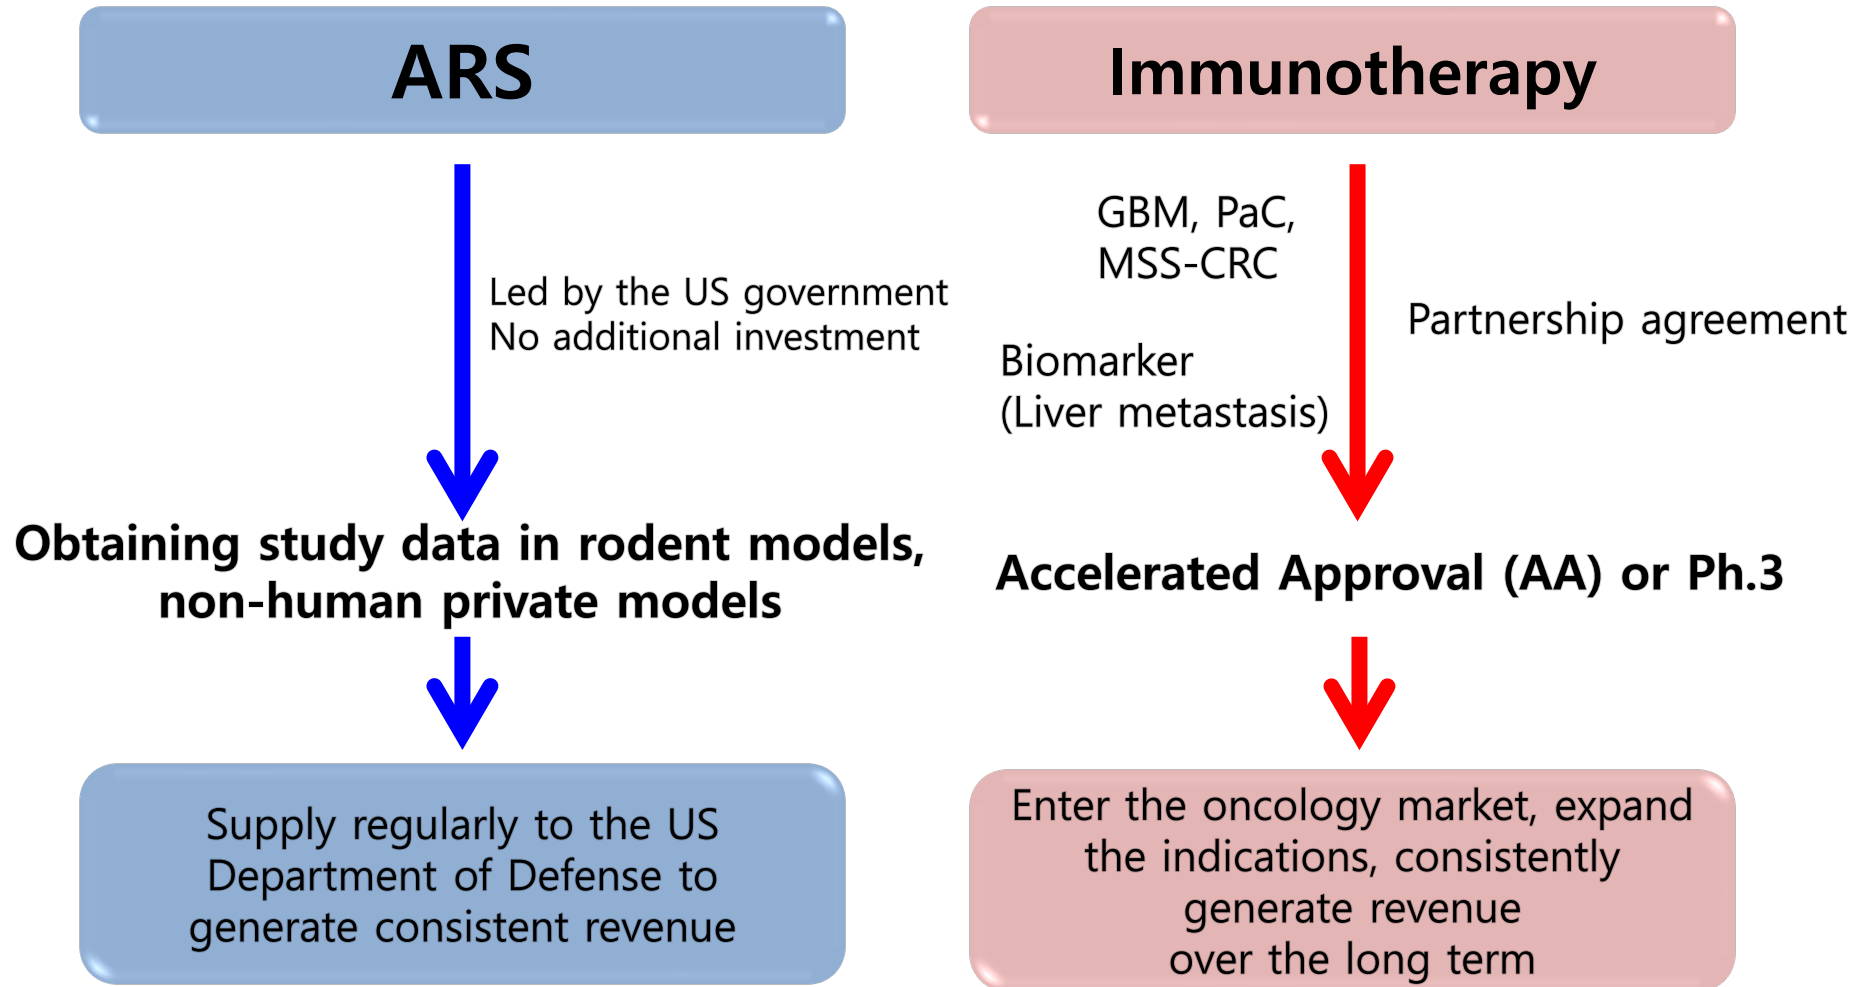 ARS
Led by the US government
No additional investment
Obtaining study data in rodent models,
non-human private models
Supply regularly to the US
Department of Defense to
generate consistent revenue
Immunotherapy
GBM, PaC,
MSS-CRC
Biomarker
(Liver metastasis)
Partnership agreement
Accelerated Approval (AA) or Ph.3
Enter the oncology market, expand
the indications, consistently
generate revenue
over the long term